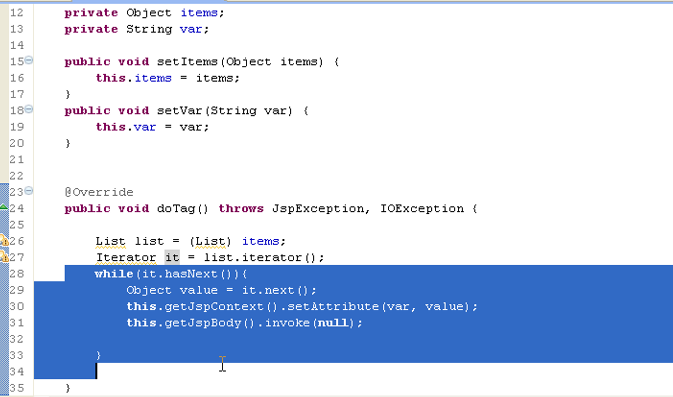 12 private Object items;
13 private String var;
14
15 public void setItems(Object items) {
16 this.items = items;
17 }
18 public void setVar(String var) {
19 this.var = var;
20 }
21
22
23 @Override
24 public void doTag() throws JspException, IOException {
25
26 List list = (List) items;
27 Iterator it = list.iterator();
28 while(it.hasNext()){
29 Object value = it.next();
30 this.getJspContext().setAttribute(var, value);
31 this.getJspBody().invoke(null);
32
33 }
34
35 }